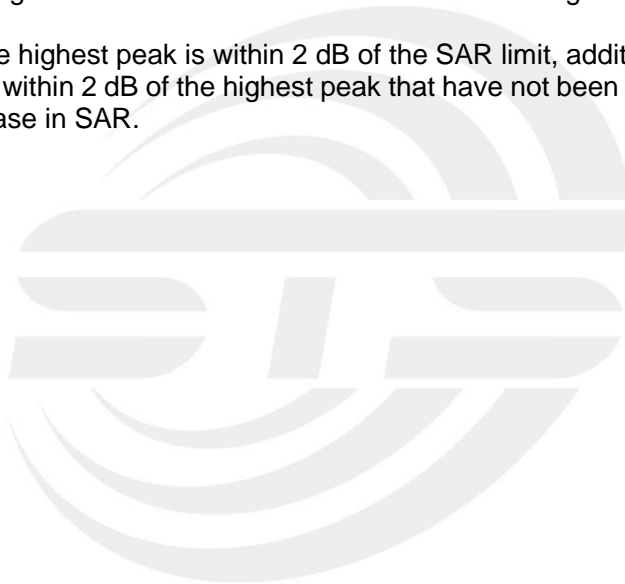 e highest peak is within 2 dB of the SAR limit, addit
within 2 dB of the highest peak that have not been
ase in SAR.
STS